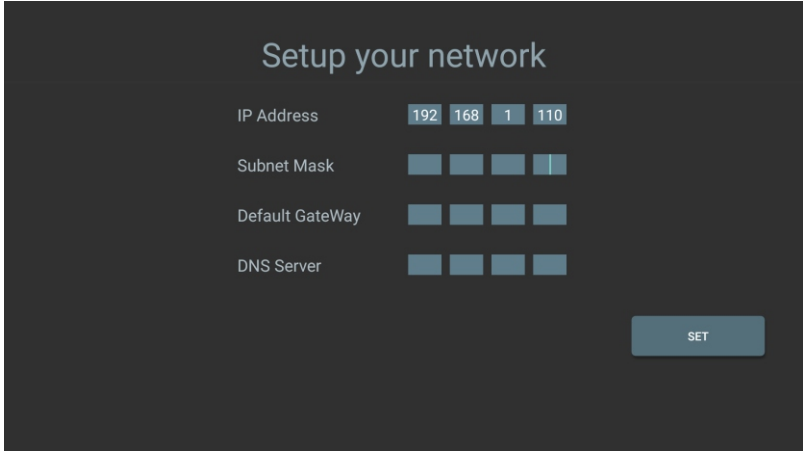 Setup your network
IP Address 192 168 1 110
Subnet Mask
Default GateWay
DNS Server
SET